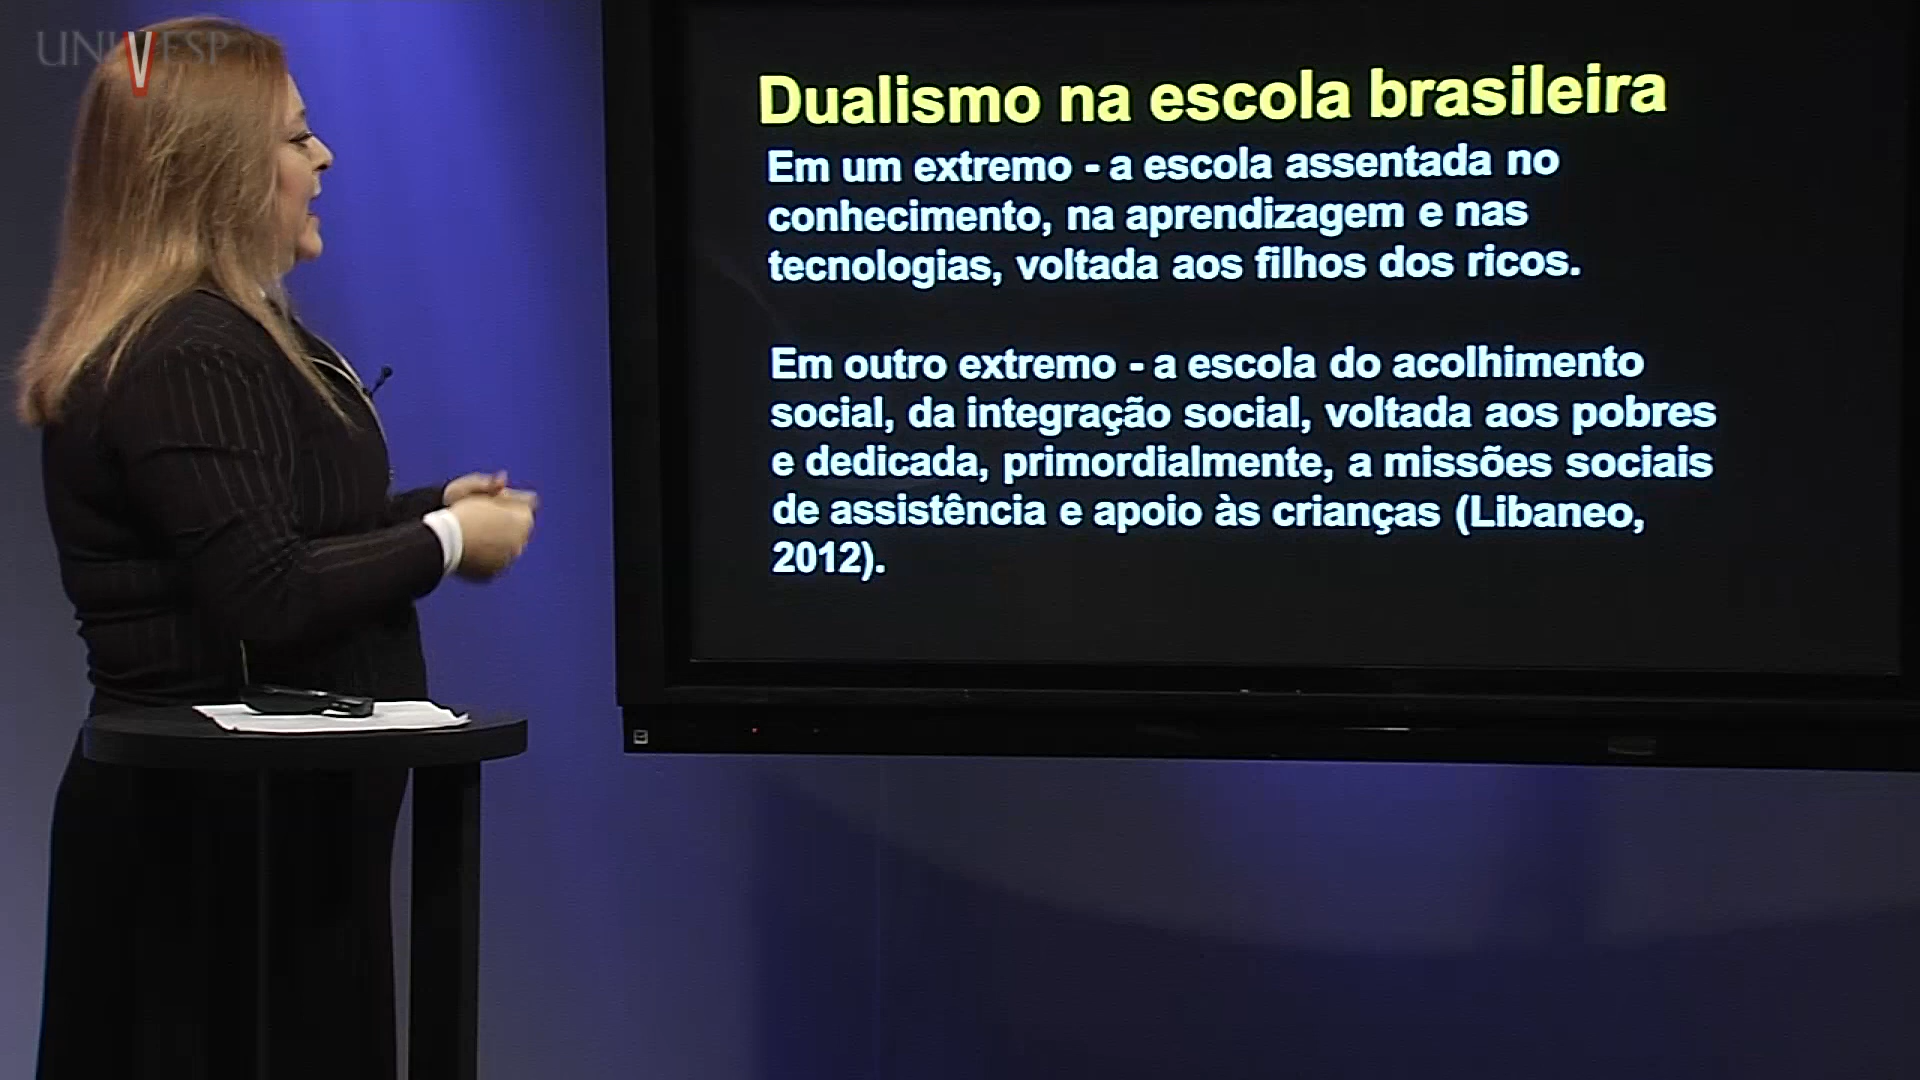 UNIVESP
Dualismo na escola brasileira
Em um extremo - a escola assentada no
conhecimento, na aprendizagem e nas
tecnologias, voltada aos filhos dos ricos.
Em outro extremo - a escola do acolhimento
social, da integração social, voltada aos pobres
e dedicada, primordialmente, a missões sociais
de assistência e apoio às crianças (Libaneo,
2012).